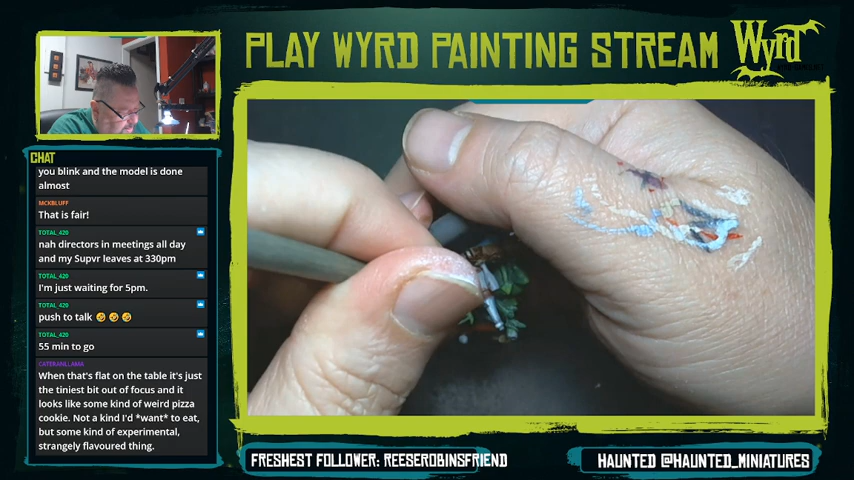 PLAY WYRD PAINTING STREAM
Wyrd
CHAT
you blink and the model is done
almost
MCKBLUFF
That is fair!
TOTAL_420
nah directors in meetings all day
and my Supvr leaves at 330pm
TOTAL_420
I'm just waiting for 5pm.
TOTAL_420
push to talk 🤣 🤣 🤣
TOTAL_420
55 min to go
CATERANLLAMA
When that's flat on the table it's just
the tiniest bit out of focus and it
looks like some kind of weird pizza
cookie. Not a kind I'd *want* to eat,
but some kind of experimental,
strangely flavoured thing.
FRESHEST FOLLOWER: REESEROBINSFRIEND
HAUNTED @HAUNTED_MINIATURES